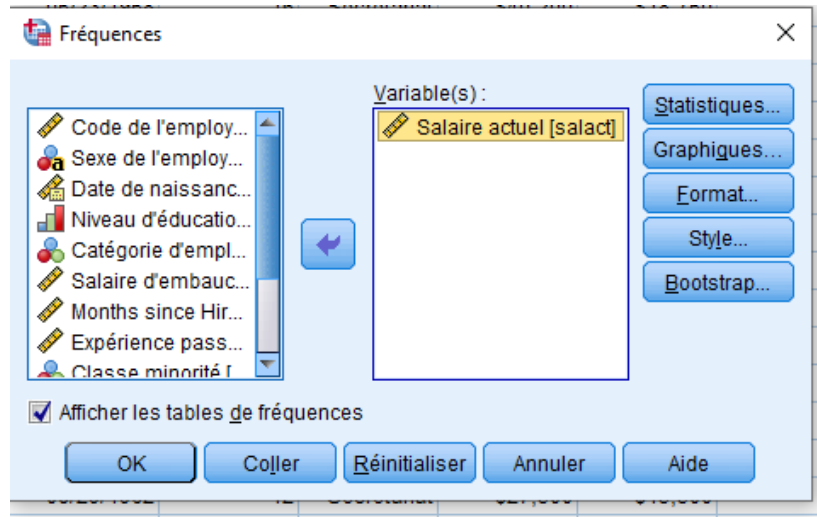 Fréquences
Variable(s) :
Code de l'employ...
Sexe de l'employ...
Date de naissanc...
Niveau d'éducatio...
Catégorie d'empl...
Salaire d'embauc...
Months since Hir...
Expérience pass...
Classe minorité [
Salaire actuel [salact]
Statistiques...
Graphiques...
Format...
Style...
Bootstrap...
Afficher les tables de fréquences
OK
Coller
Réinitialiser
Annuler
Aide